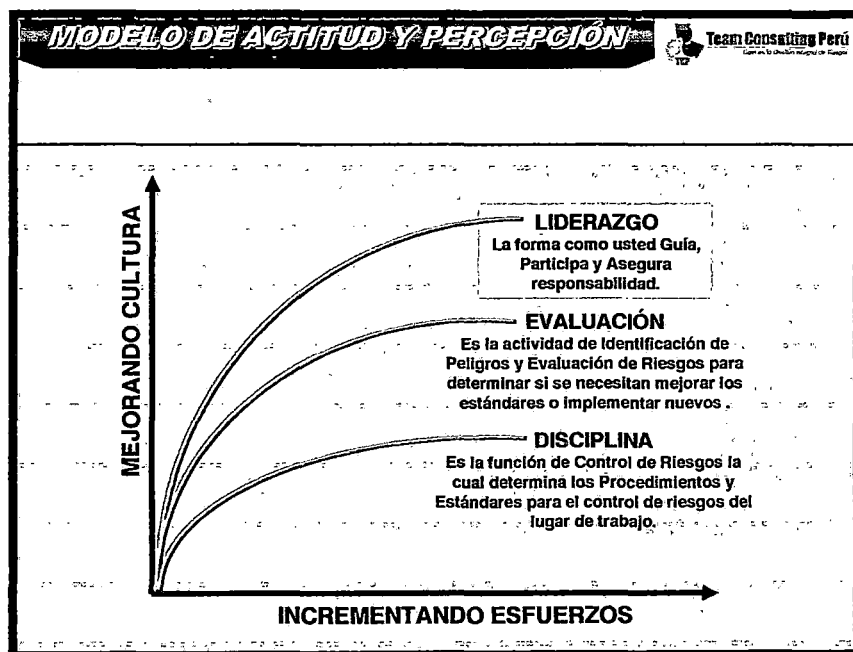 MODELO DE ACTITUD Y PERCEPCIÓN
Team Consulting Perú
TCP
MEJORANDO CULTURA
LIDERAZGO
La forma como usted Guía,
Participa y Asegura
responsabilidad.
EVALUACIÓN
Es la actividad de Identificación de
Peligros y Evaluación de Riesgos para
determinar si se necesitan mejorar los
estándares o implementar nuevos.
DISCIPLINA
Es la función de Control de Riesgos la
cual determina los Procedimientos y
Estándares para el control de riesgos del
lugar de trabajo.
INCREMENTANDO ESFUERZOS